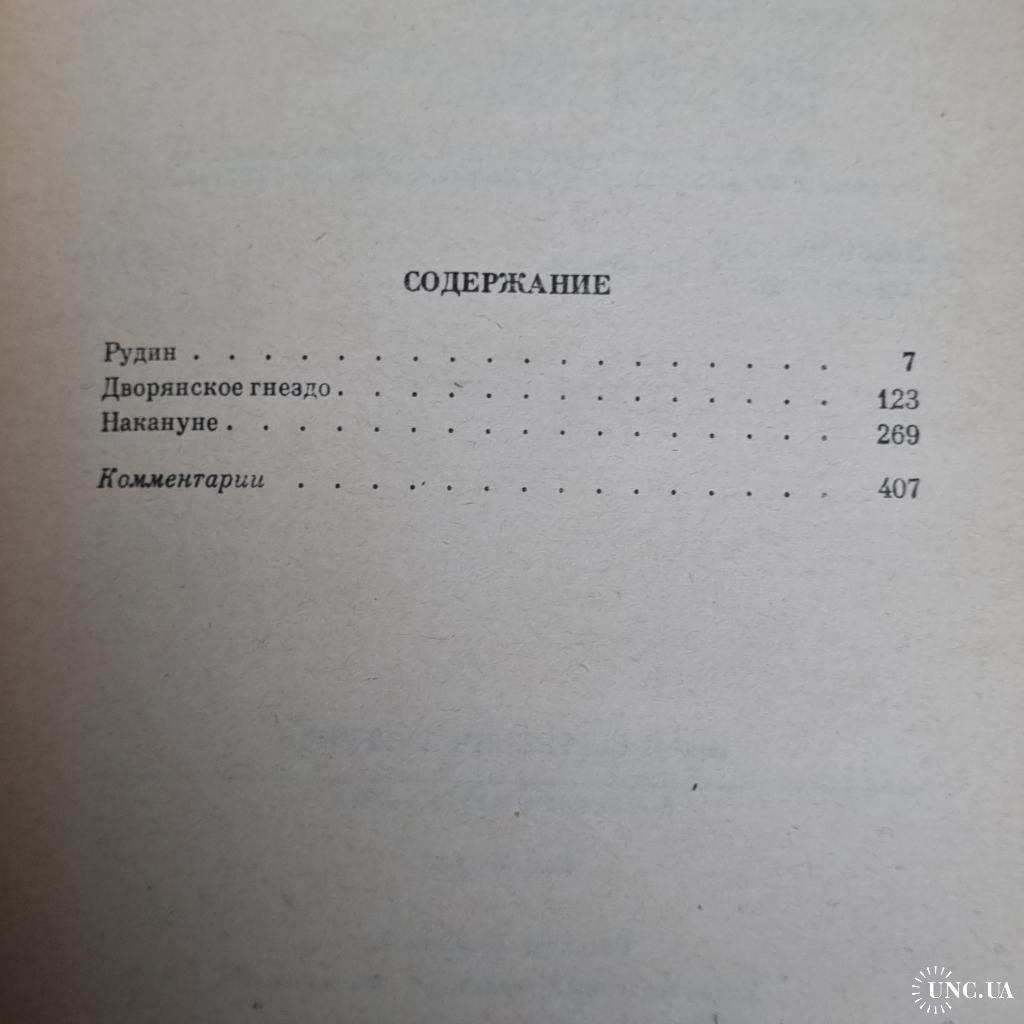 СОДЕРЖАНИЕ
Рудин . . . . . . . . . . . . . . . . . . 7
Дворянское гнездо . . . . . . . . . . . . . . 123
Накануне . . . . . . . . . . . . . . . . . 269
Комментарии . . . . . . . . . . . . . . . 407
UNC.UA